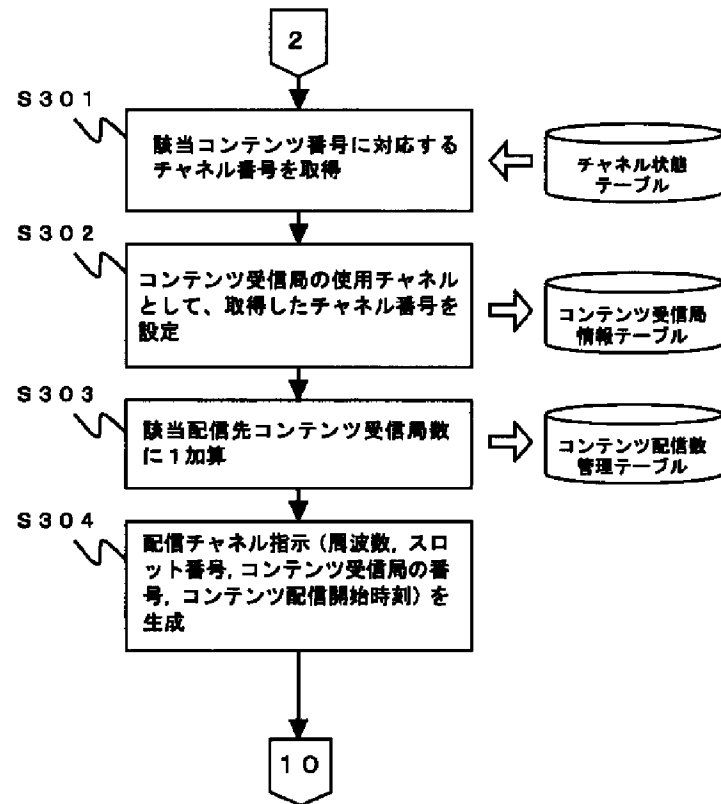 2
S301
該当コンテンツ番号に対応する
チャネル番号を取得
チャネル状態
テーブル
S302
コンテンツ受信局の使用チャネル
として、取得したチャネル番号を
設定
コンテンツ受信局
情報テーブル
S303
該当配信先コンテンツ受信局数
に1加算
コンテンツ配信数
管理テーブル
S304
配信チャネル指示（周波数，スロ
ット番号，コンテンツ受信局の番
号，コンテンツ配信開始時刻）を
生成
10